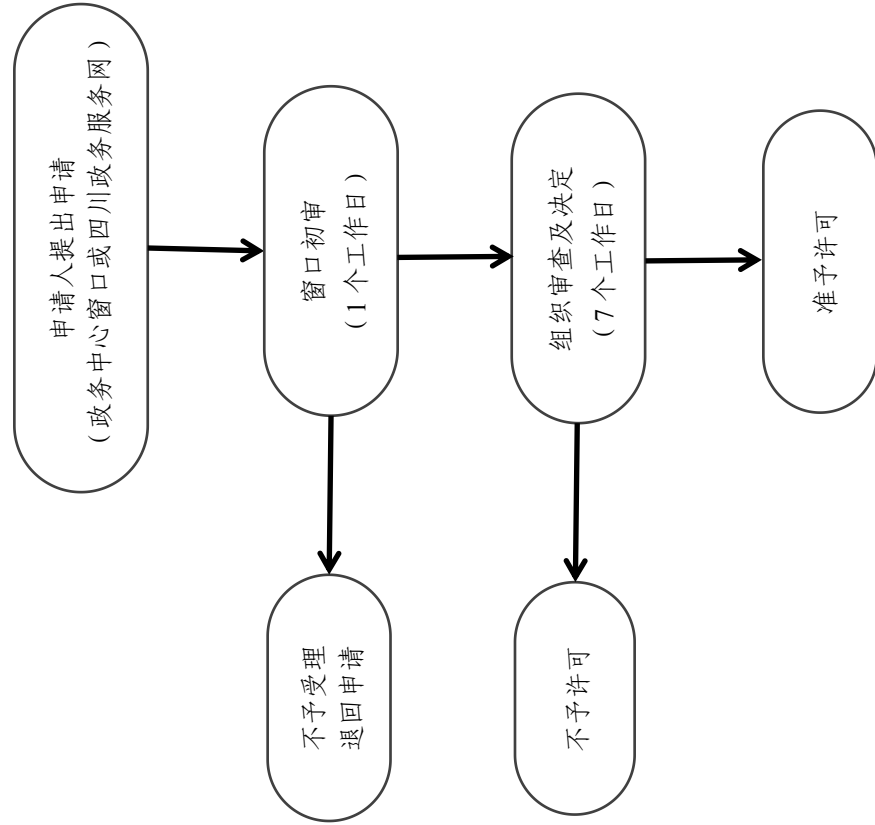 申请人提出申请
（政务中心窗口或四川政务服务网）
窗口初审
（1个工作日）
不予受理
退回申请
组织审查及决定
（7个工作日）
不予许可
准予许可